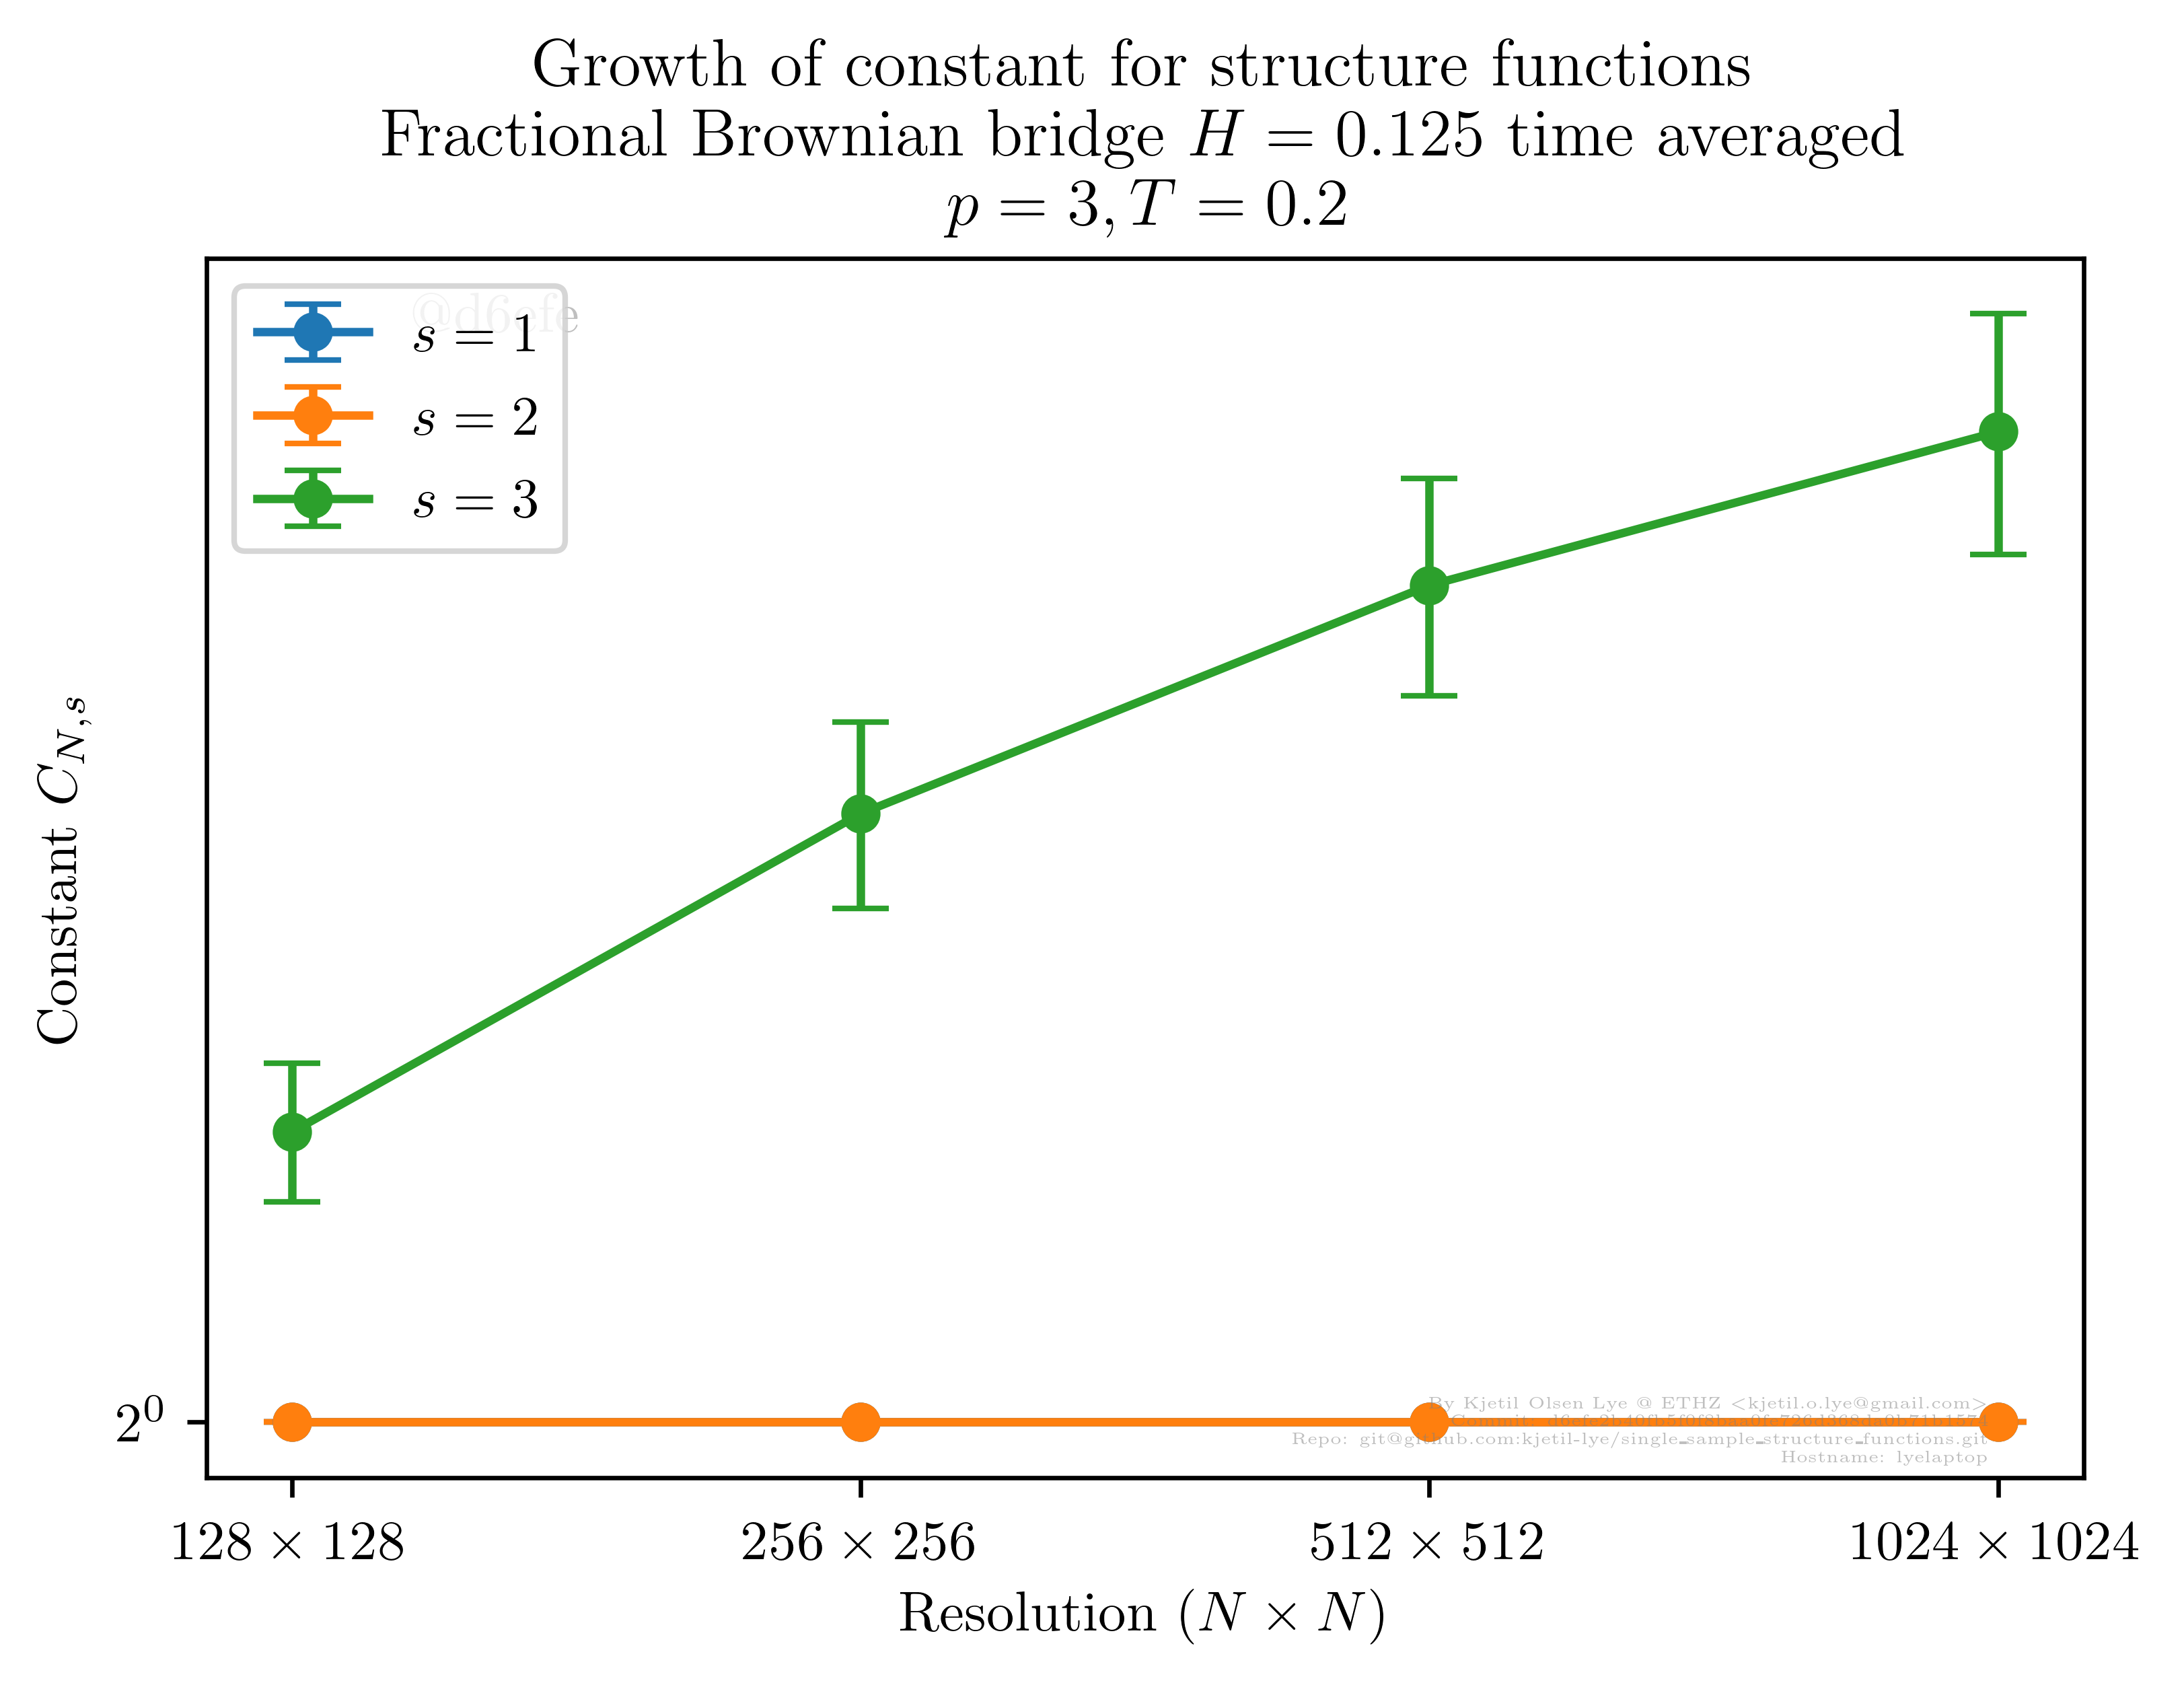 Growth of constant for structure functions
Fractional Brownian bridge H = 0.125 time averaged
p = 3, T = 0.2
@d6efe
s = 1
s = 2
s = 3
Constant C_{N,s}
2^0
By Kjetil Olsen Lye @ ETHZ <kjetil.o.lye@gmail.com>
Commit:
Repo: git@github.com:kjetil-lye/single_sample_structure_functions.git
Hostname: lyelaptop
128 × 128
256 × 256
512 × 512
1024 × 1024
Resolution (N × N)